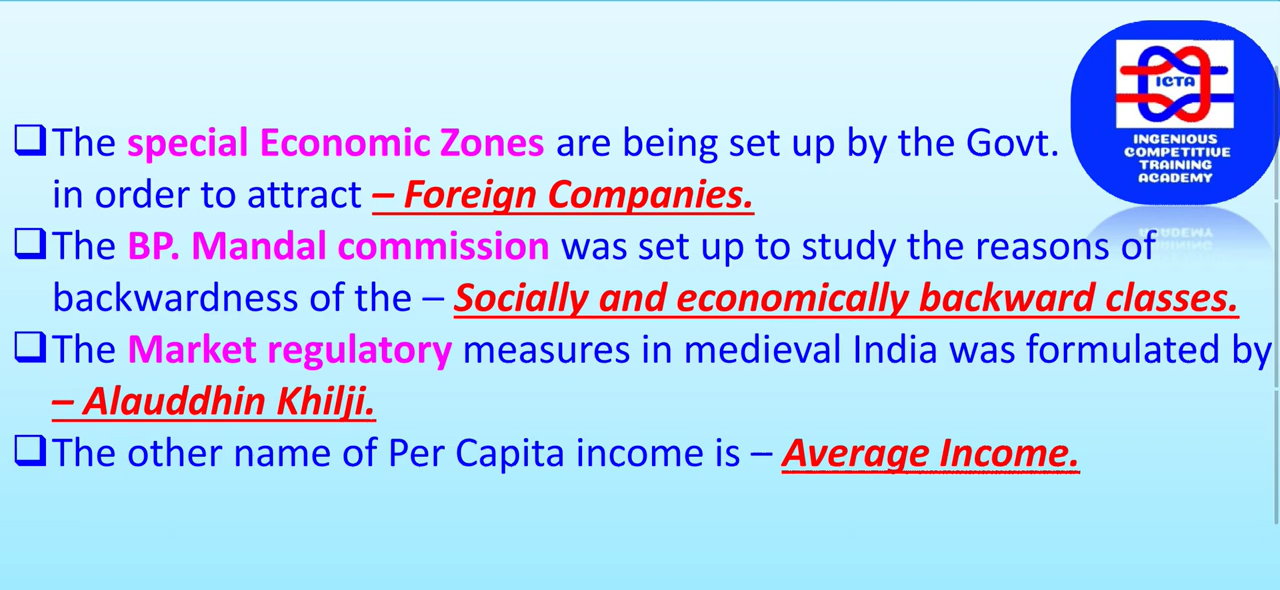 ❑The special Economic Zones are being set up by the Govt.
in order to attract – Foreign Companies.
❑The BP. Mandal commission was set up to study the reasons of
backwardness of the – Socially and economically backward classes.
❑The Market regulatory measures in medieval India was formulated by
– Alauddhin Khilji.
❑The other name of Per Capita income is – Average Income.
ICTA
INGENIOUS
COMPETITIVE
TRAINING
ACADEMY